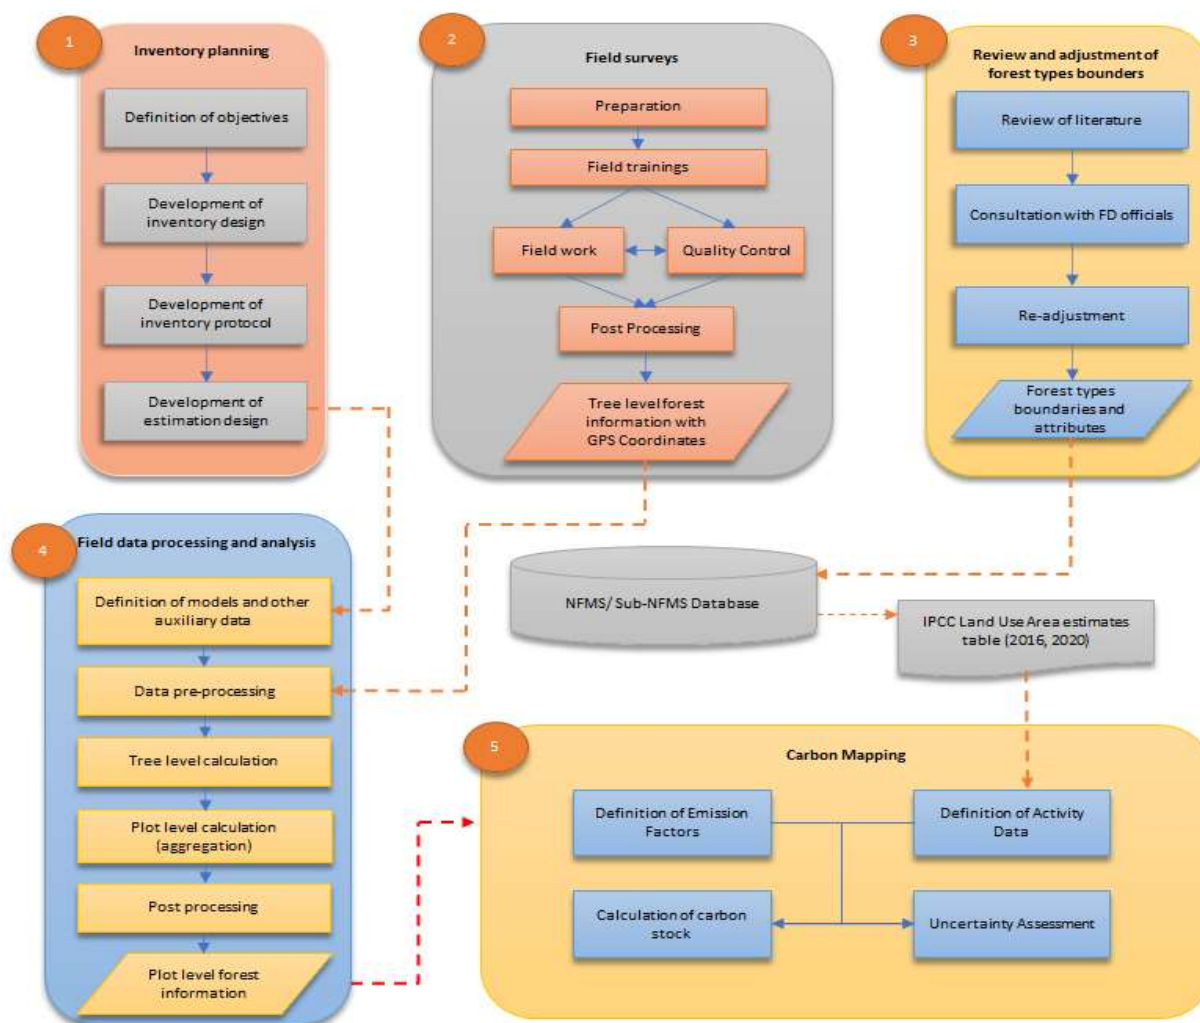 1
Inventory planning
Definition of objectives
Development of
inventory design
Development of
inventory protocol
Development of
estimation design
2
Field surveys
Preparation
Field trainings
Field work
Quality Control
Post Processing
Tree level forest
information with
GPS Coordinates
3
Review and adjustment of
forest types bounders
Review of literature
Consultation with FD officials
Re-adjustment
Forest types
boundaries and
attributes
4
Field data processing and analysis
Definition of models and other
auxiliary data
Data pre-processing
Tree level calculation
Plot level calculation
(aggregation)
Post processing
Plot level forest
information
NFMS/ Sub-NFMS Database
IPCC Land Use Area estimates
table (2016, 2020)
5
Carbon Mapping
Definition of Emission
Factors
Definition of Activity
Data
Calculation of carbon
stock
Uncertainty Assessment